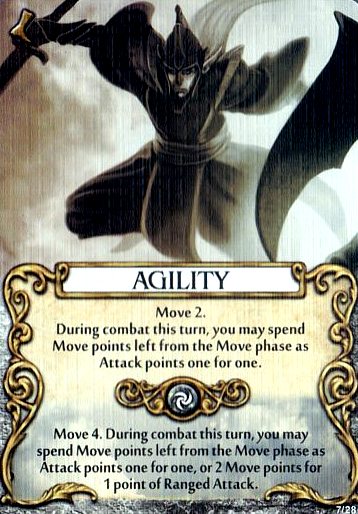 AGILITY
Move 2.
During combat this turn, you may spend
Move points left from the Move phase as
Attack points one for one.
Move 4. During combat this turn, you may
spend Move points left from the Move phase as
Attack points one for one, or 2 Move points for
1 point of Ranged Attack.
7/28